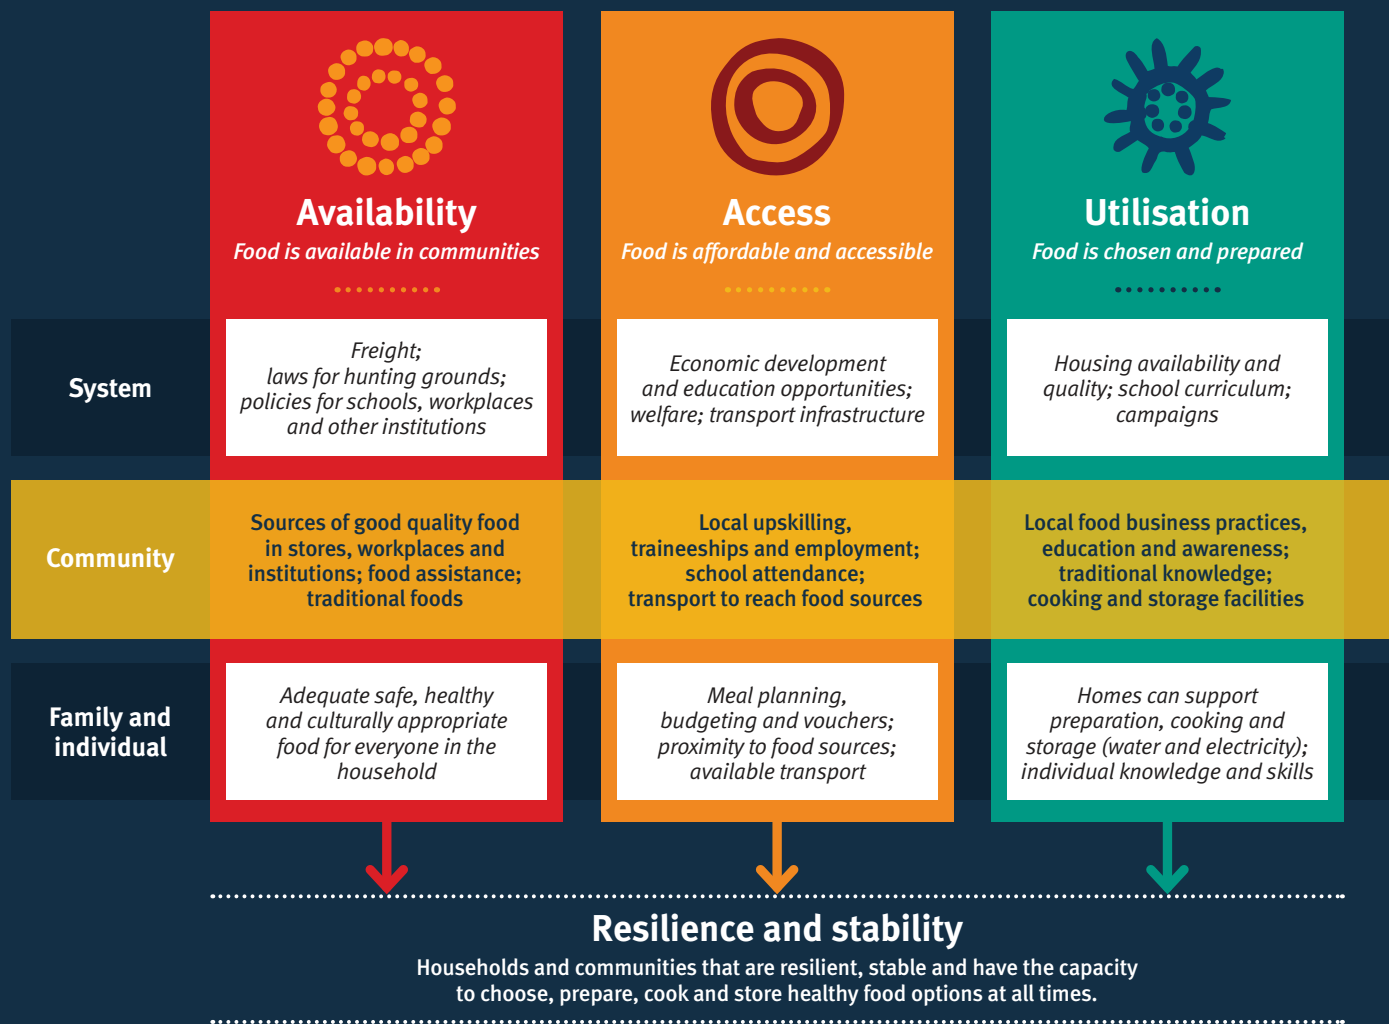 Availability
Food is available in communities
Access
Food is affordable and accessible
Utilisation
Food is chosen and prepared
System
Freight;
laws for hunting grounds;
policies for schools, workplaces
and other institutions
Economic development
and education opportunities;
welfare; transport infrastructure
Housing availability and
quality; school curriculum;
campaigns
Community
Sources of good quality food
in stores, workplaces and
institutions; food assistance;
traditional foods
Local upskilling,
traineeships and employment;
school attendance;
transport to reach food sources
Local food business practices,
education and awareness;
traditional knowledge;
cooking and storage facilities
Family and
individual
Adequate safe, healthy
and culturally appropriate
food for everyone in the
household
Meal planning,
budgeting and vouchers;
proximity to food sources;
available transport
Homes can support
preparation, cooking and
storage (water and electricity);
individual knowledge and skills
Resilience and stability
Households and communities that are resilient, stable and have the capacity
to choose, prepare, cook and store healthy food options at all times.